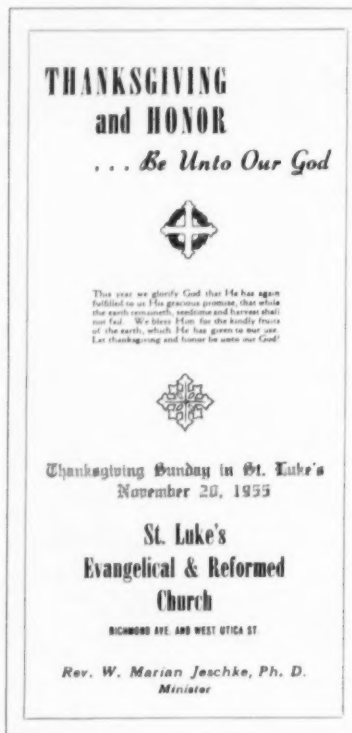 THANKSGIVING
and HONOR
... Be Unto Our God
This year we glorify God that He has again
fulfilled to us His gracious promise, that while
the earth remaineth, seedtime and harvest shall
not fail. We bless Him for the kindly fruits
of the earth, which He has given to our use.
Let thanksgiving and honor be unto our God!
Thanksgiving Sunday in St. Luke's
November 20, 1955
St. Luke's
Evangelical & Reformed
Church
RICHMOND AVE. AND WEST UTICA ST.
Rev. W. Marian Jeschke, Ph. D.
Minister